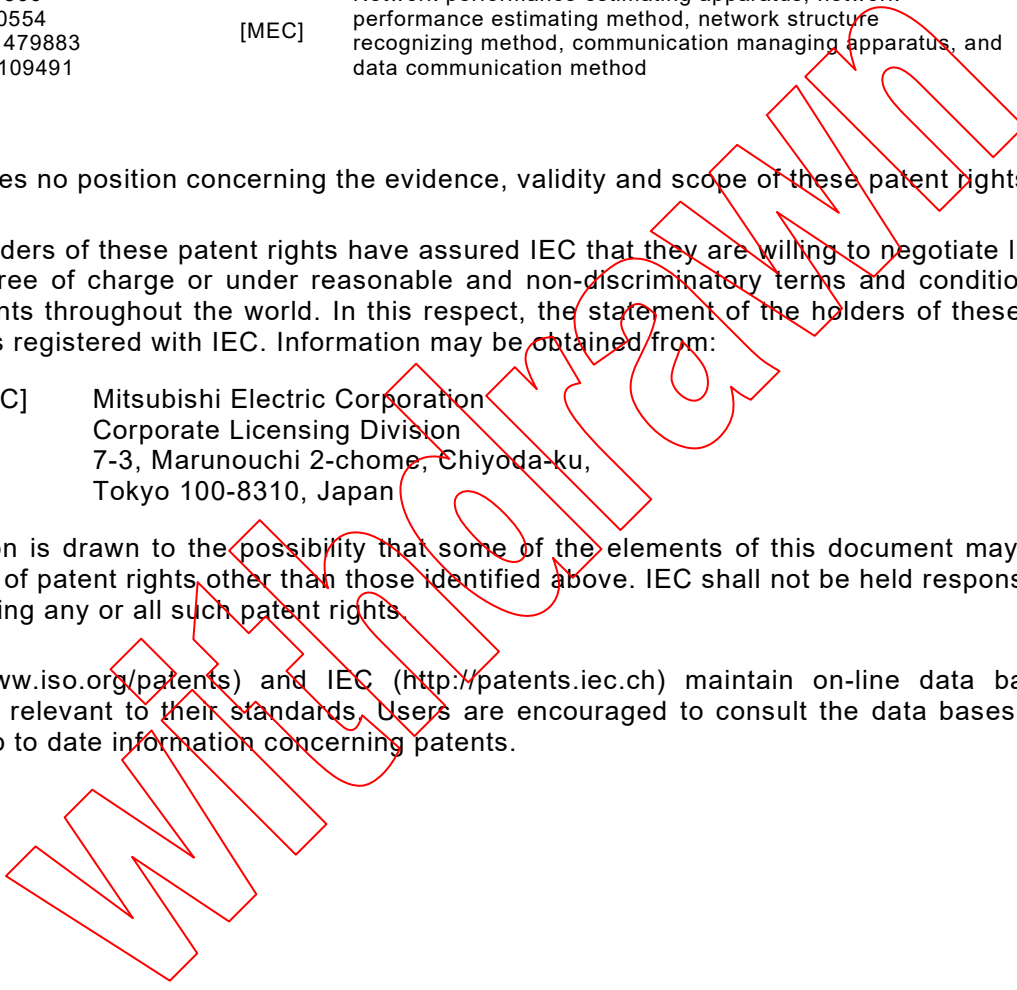 Network performance estimating apparatus, network
0554 [MEC] performance estimating method, network structure
479883 recognizing method, communication managing apparatus, and
109491 data communication method
es no position concerning the evidence, validity and scope of these patent rights
ders of these patent rights have assured IEC that they are willing to negotiate l
ree of charge or under reasonable and non-discriminatory terms and conditio
nts throughout the world. In this respect, the statement of the holders of these
s registered with IEC. Information may be obtained from:
C] Mitsubishi Electric Corporation
Corporate Licensing Division
7-3, Marunouchi 2-chome, Chiyoda-ku,
Tokyo 100-8310, Japan
on is drawn to the possibility that some of the elements of this document may
of patent rights other than those identified above. IEC shall not be held respons
ing any or all such patent rights.
ww.iso.org/patents) and IEC (http://patents.iec.ch) maintain on-line data ba
relevant to their standards. Users are encouraged to consult the data bases
o to date information concerning patents.
withdrawn